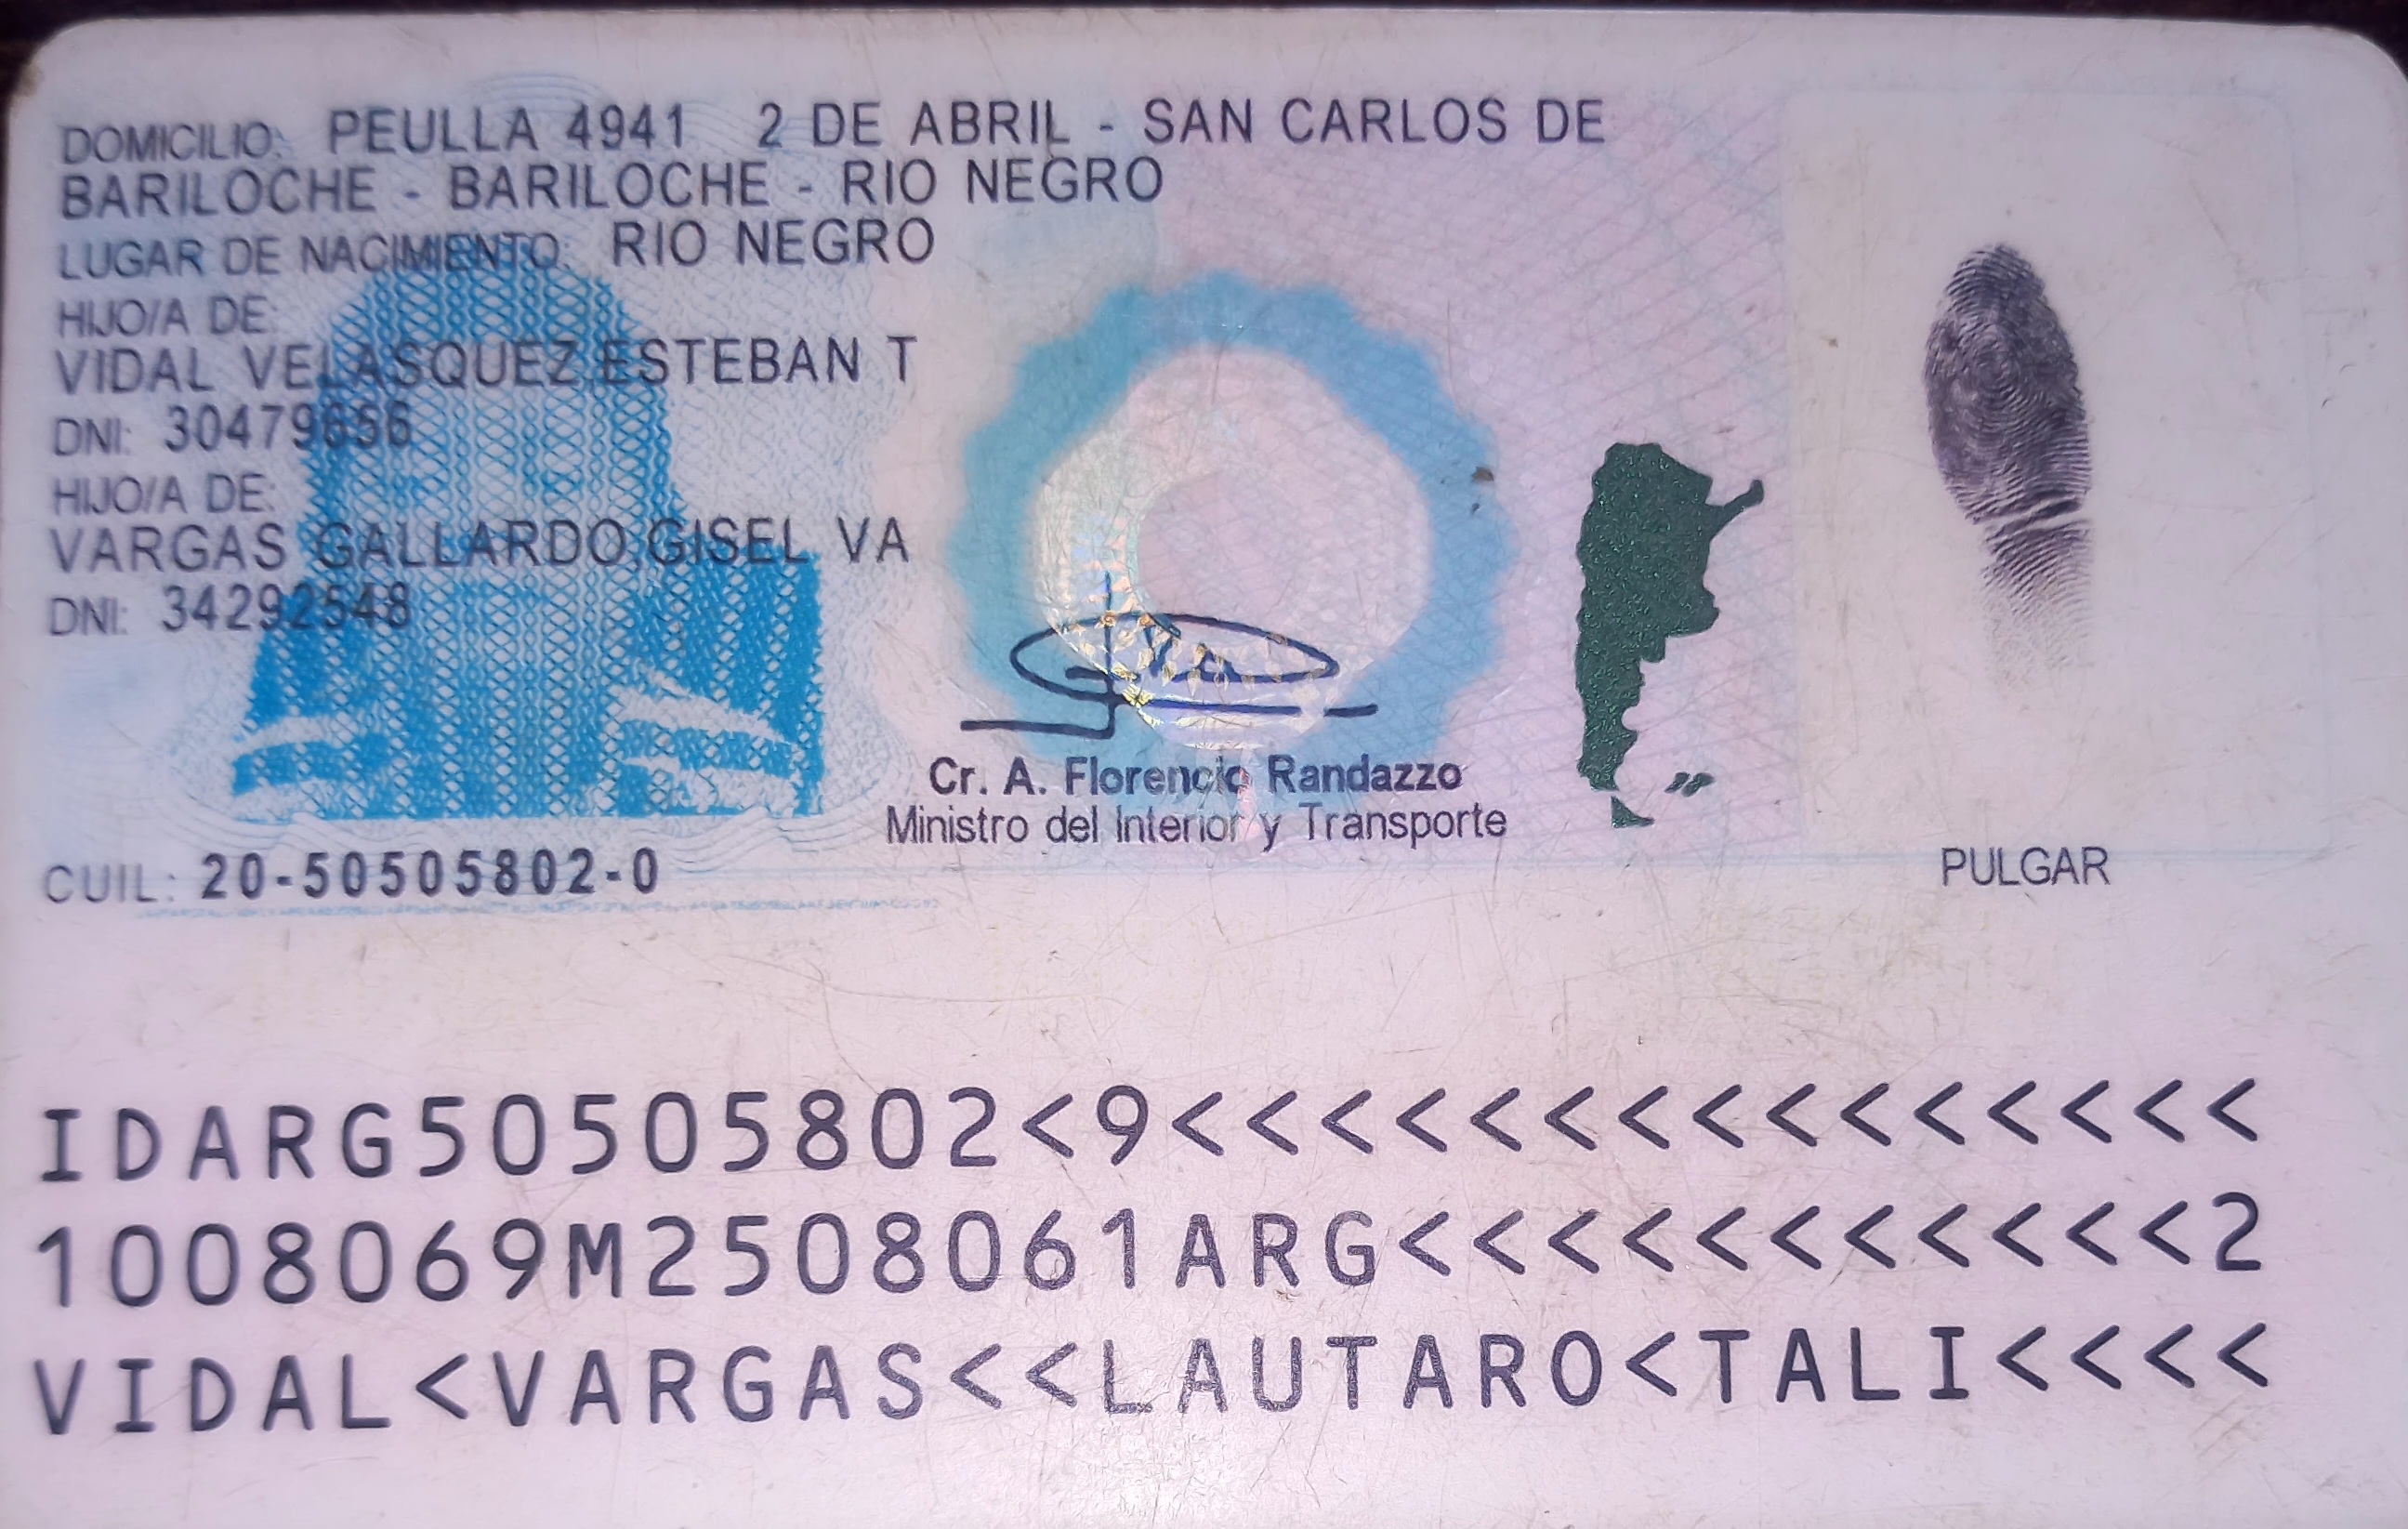 DOMICILIO: PEULLA 4941 2 DE ABRIL - SAN CARLOS DE
BARILOCHE - BARILOCHE - RIO NEGRO
LUGAR DE NACIMIENTO: RIO NEGRO
HIJO/A DE:
VIDAL VELASQUEZ,ESTEBAN T
DNI: 30479656
HIJO/A DE:
VARGAS GALLARDO,GISEL VA
DNI: 34292548
Cr. A. Florencio Randazzo
Ministro del Interior y Transporte
CUIL: 20-50505802-0
PULGAR
IDARG50505802<9<<<<<<<<<<<<<<<
1008069M2508061ARG<<<<<<<<<<<2
VIDAL<VARGAS<<LAUTARO<TALI<<<<